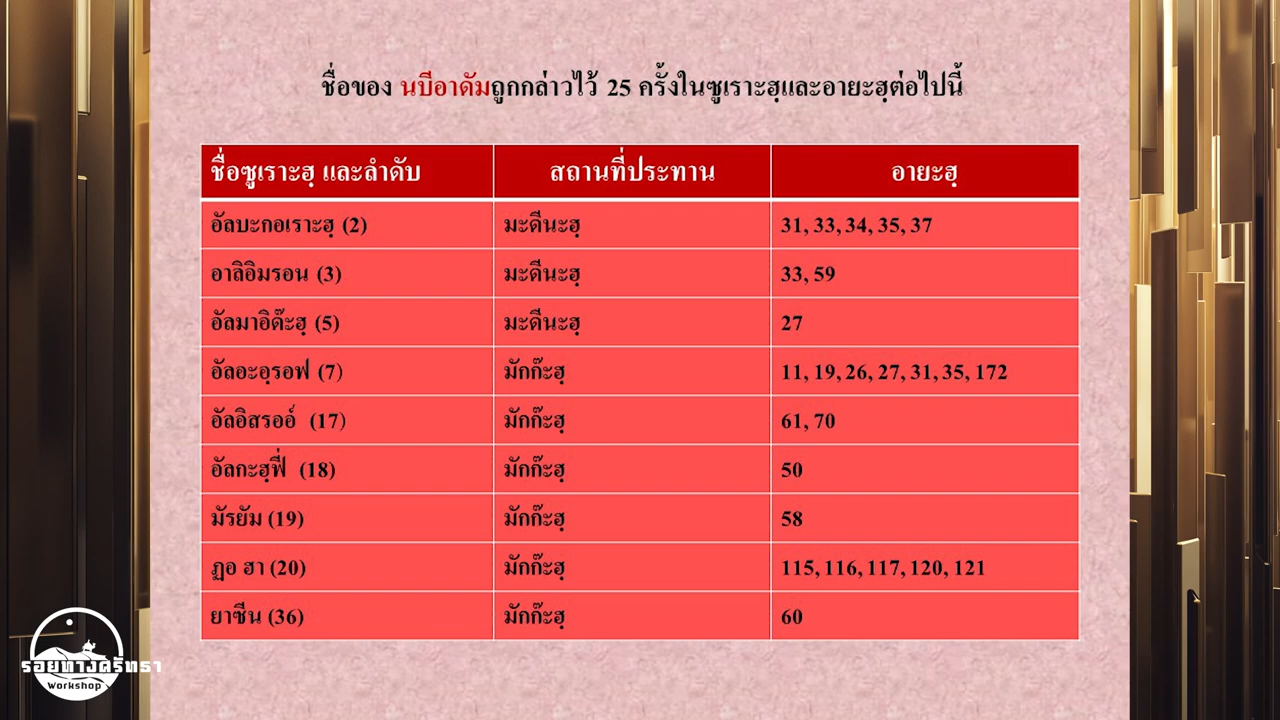 ชื่อของ นบีอาดัมถูกกล่าวไว้ 25 ครั้งในซูเราะฮฺและอายะฮฺต่อไปนี้
ชื่อซูเราะฮฺ และลำดับ สถานที่ประทาน อายะฮฺ
อัลบะกอเราะฮฺ (2) มะดีนะฮฺ 31, 33, 34, 35, 37
อาลิอิมรอน (3) มะดีนะฮฺ 33, 59
อัลมาอิด๊ะฮฺ (5) มะดีนะฮฺ 27
อัลอะอฺรอฟ (7) มักก๊ะฮฺ 11, 19, 26, 27, 31, 35, 172
อัลอิสรออ์ (17) มักก๊ะฮฺ 61, 70
อัลกะฮฺฟี่ (18) มักก๊ะฮฺ 50
มัรยัม (19) มักก๊ะฮฺ 58
ฏอ ฮา (20) มักก๊ะฮฺ 115, 116, 117, 120, 121
ยาซีน (36) มักก๊ะฮฺ 60
รอยทางศรัทธา
workshop